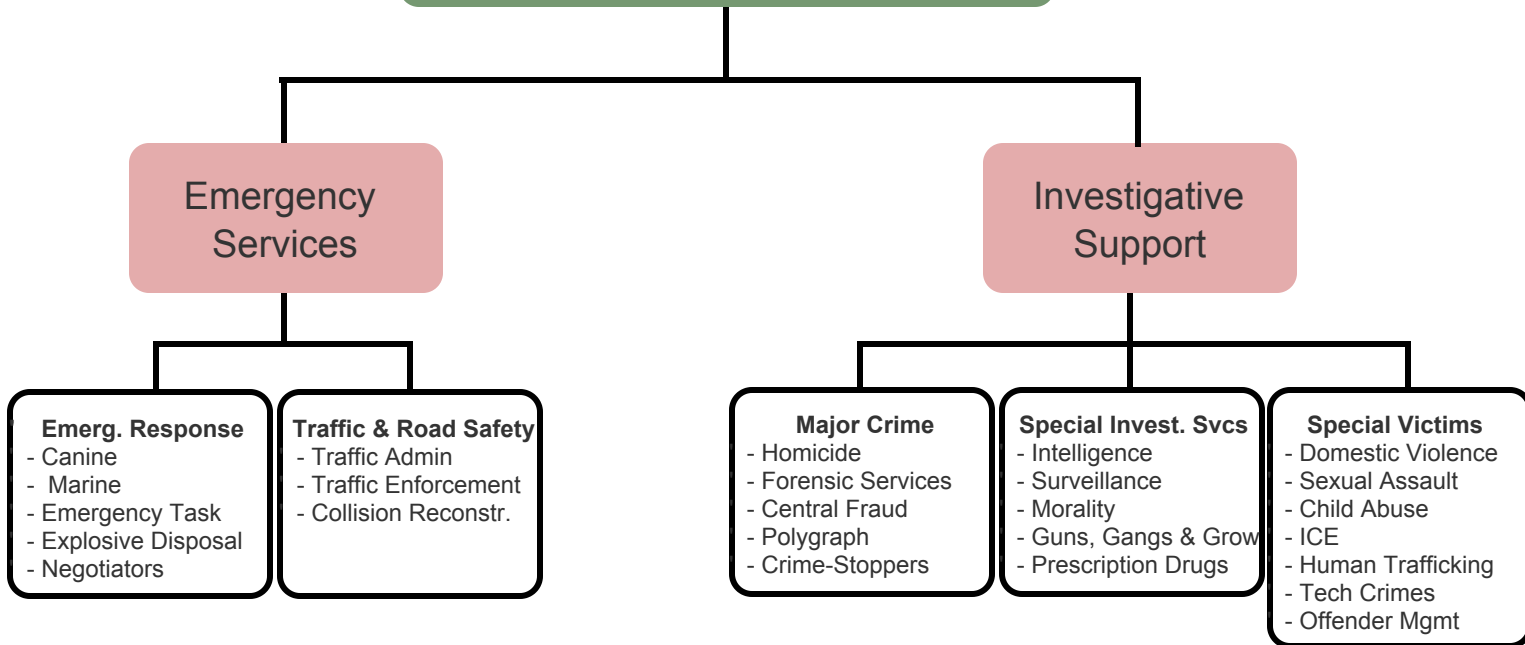 Emergency
Services
Investigative
Support
Emerg. Response
- Canine
- Marine
- Emergency Task
- Explosive Disposal
- Negotiators
Traffic & Road Safety
- Traffic Admin
- Traffic Enforcement
- Collision Reconstr.
Major Crime
- Homicide
- Forensic Services
- Central Fraud
- Polygraph
- Crime-Stoppers
Special Invest. Svcs
- Intelligence
- Surveillance
- Morality
- Guns, Gangs & Grow
- Prescription Drugs
Special Victims
- Domestic Violence
- Sexual Assault
- Child Abuse
- ICE
- Human Trafficking
- Tech Crimes
- Offender Mgmt